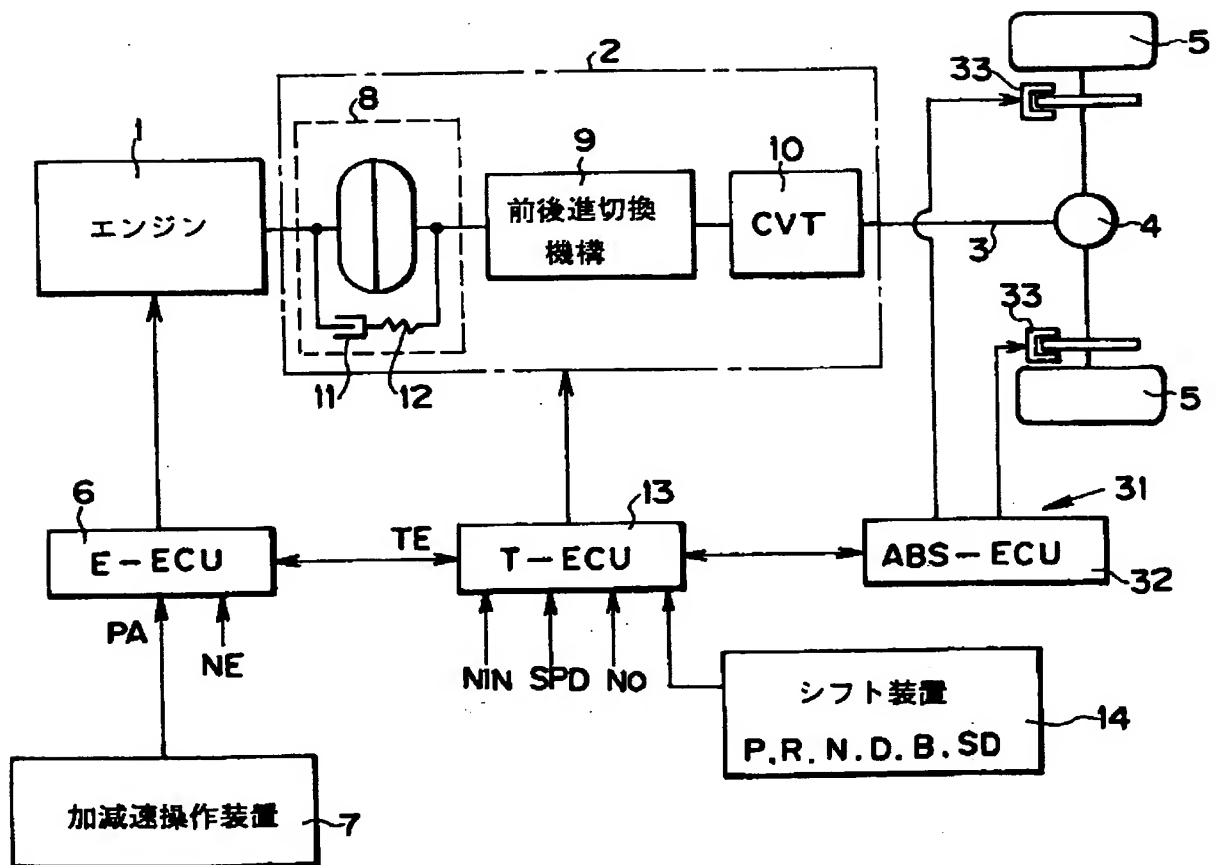 5
2
33
8
1
9
10
エンジン
前後進切換
機構
CVT
3
4
33
11
12
5
6
13
31
E-ECU
TE
T-ECU
ABS-ECU
32
PA
NE
NIN
SPD
NO
シフト装置
P.R.N.D.B.SD
14
加減速操作装置
7